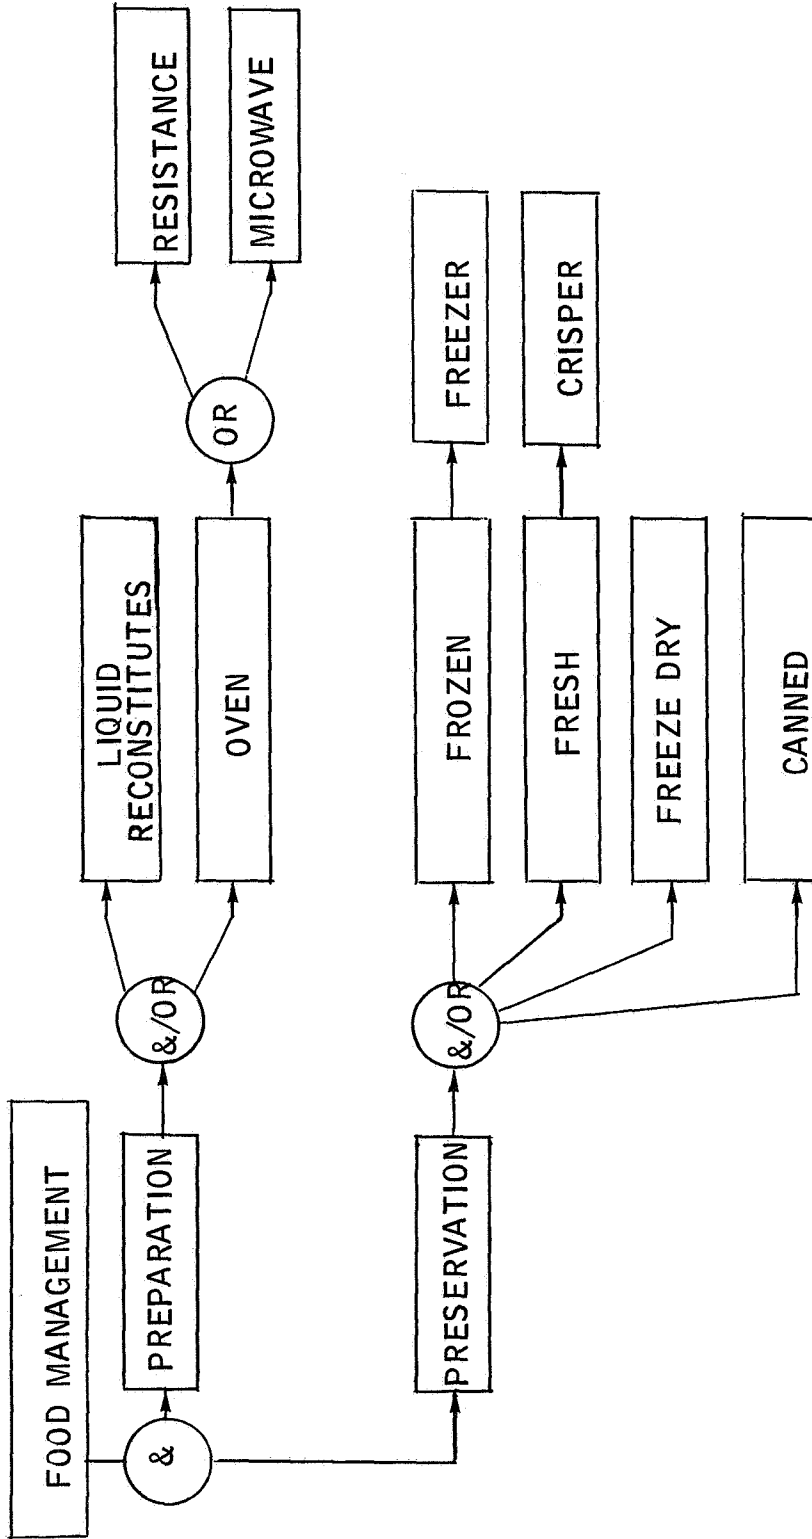 FOOD MANAGEMENT
&
PREPARATION
&/OR
LIQUID
RECONSTITUTES
OVEN
OR
RESISTANCE
MICROWAVE
PRESERVATION
&/OR
FROZEN
FREEZER
FRESH
CRISPER
FREEZE DRY
CANNED